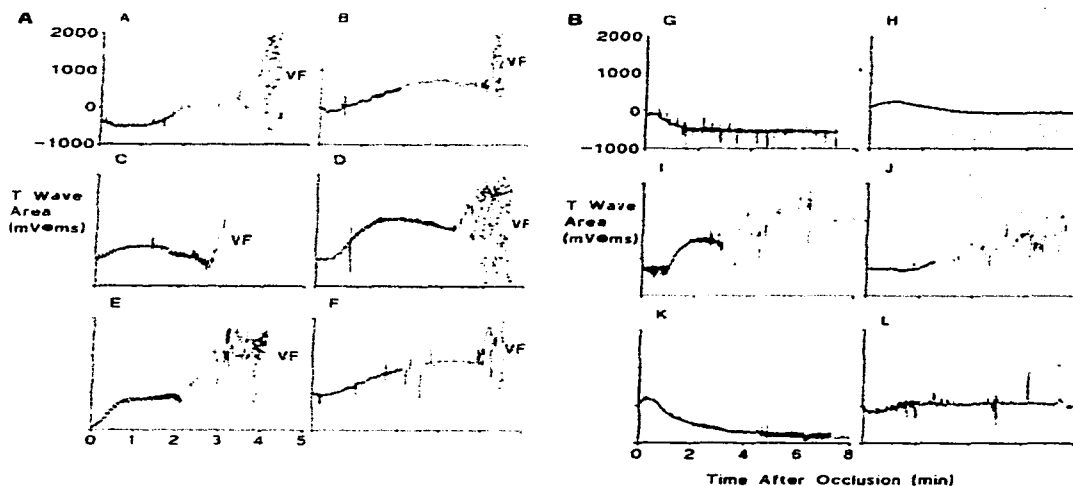 A
A
B
2000
1000
0
−1000
VF
VF
C
D
T Wave
Area
(mV●ms)
VF
VF
E
F
VF
VF
0 1 2 3 4 5
B
G
H
2000
1000
0
−1000
I
J
T Wave
Area
(mV●ms)
K
L
0 2 4 6 8
Time After Occlusion (min)